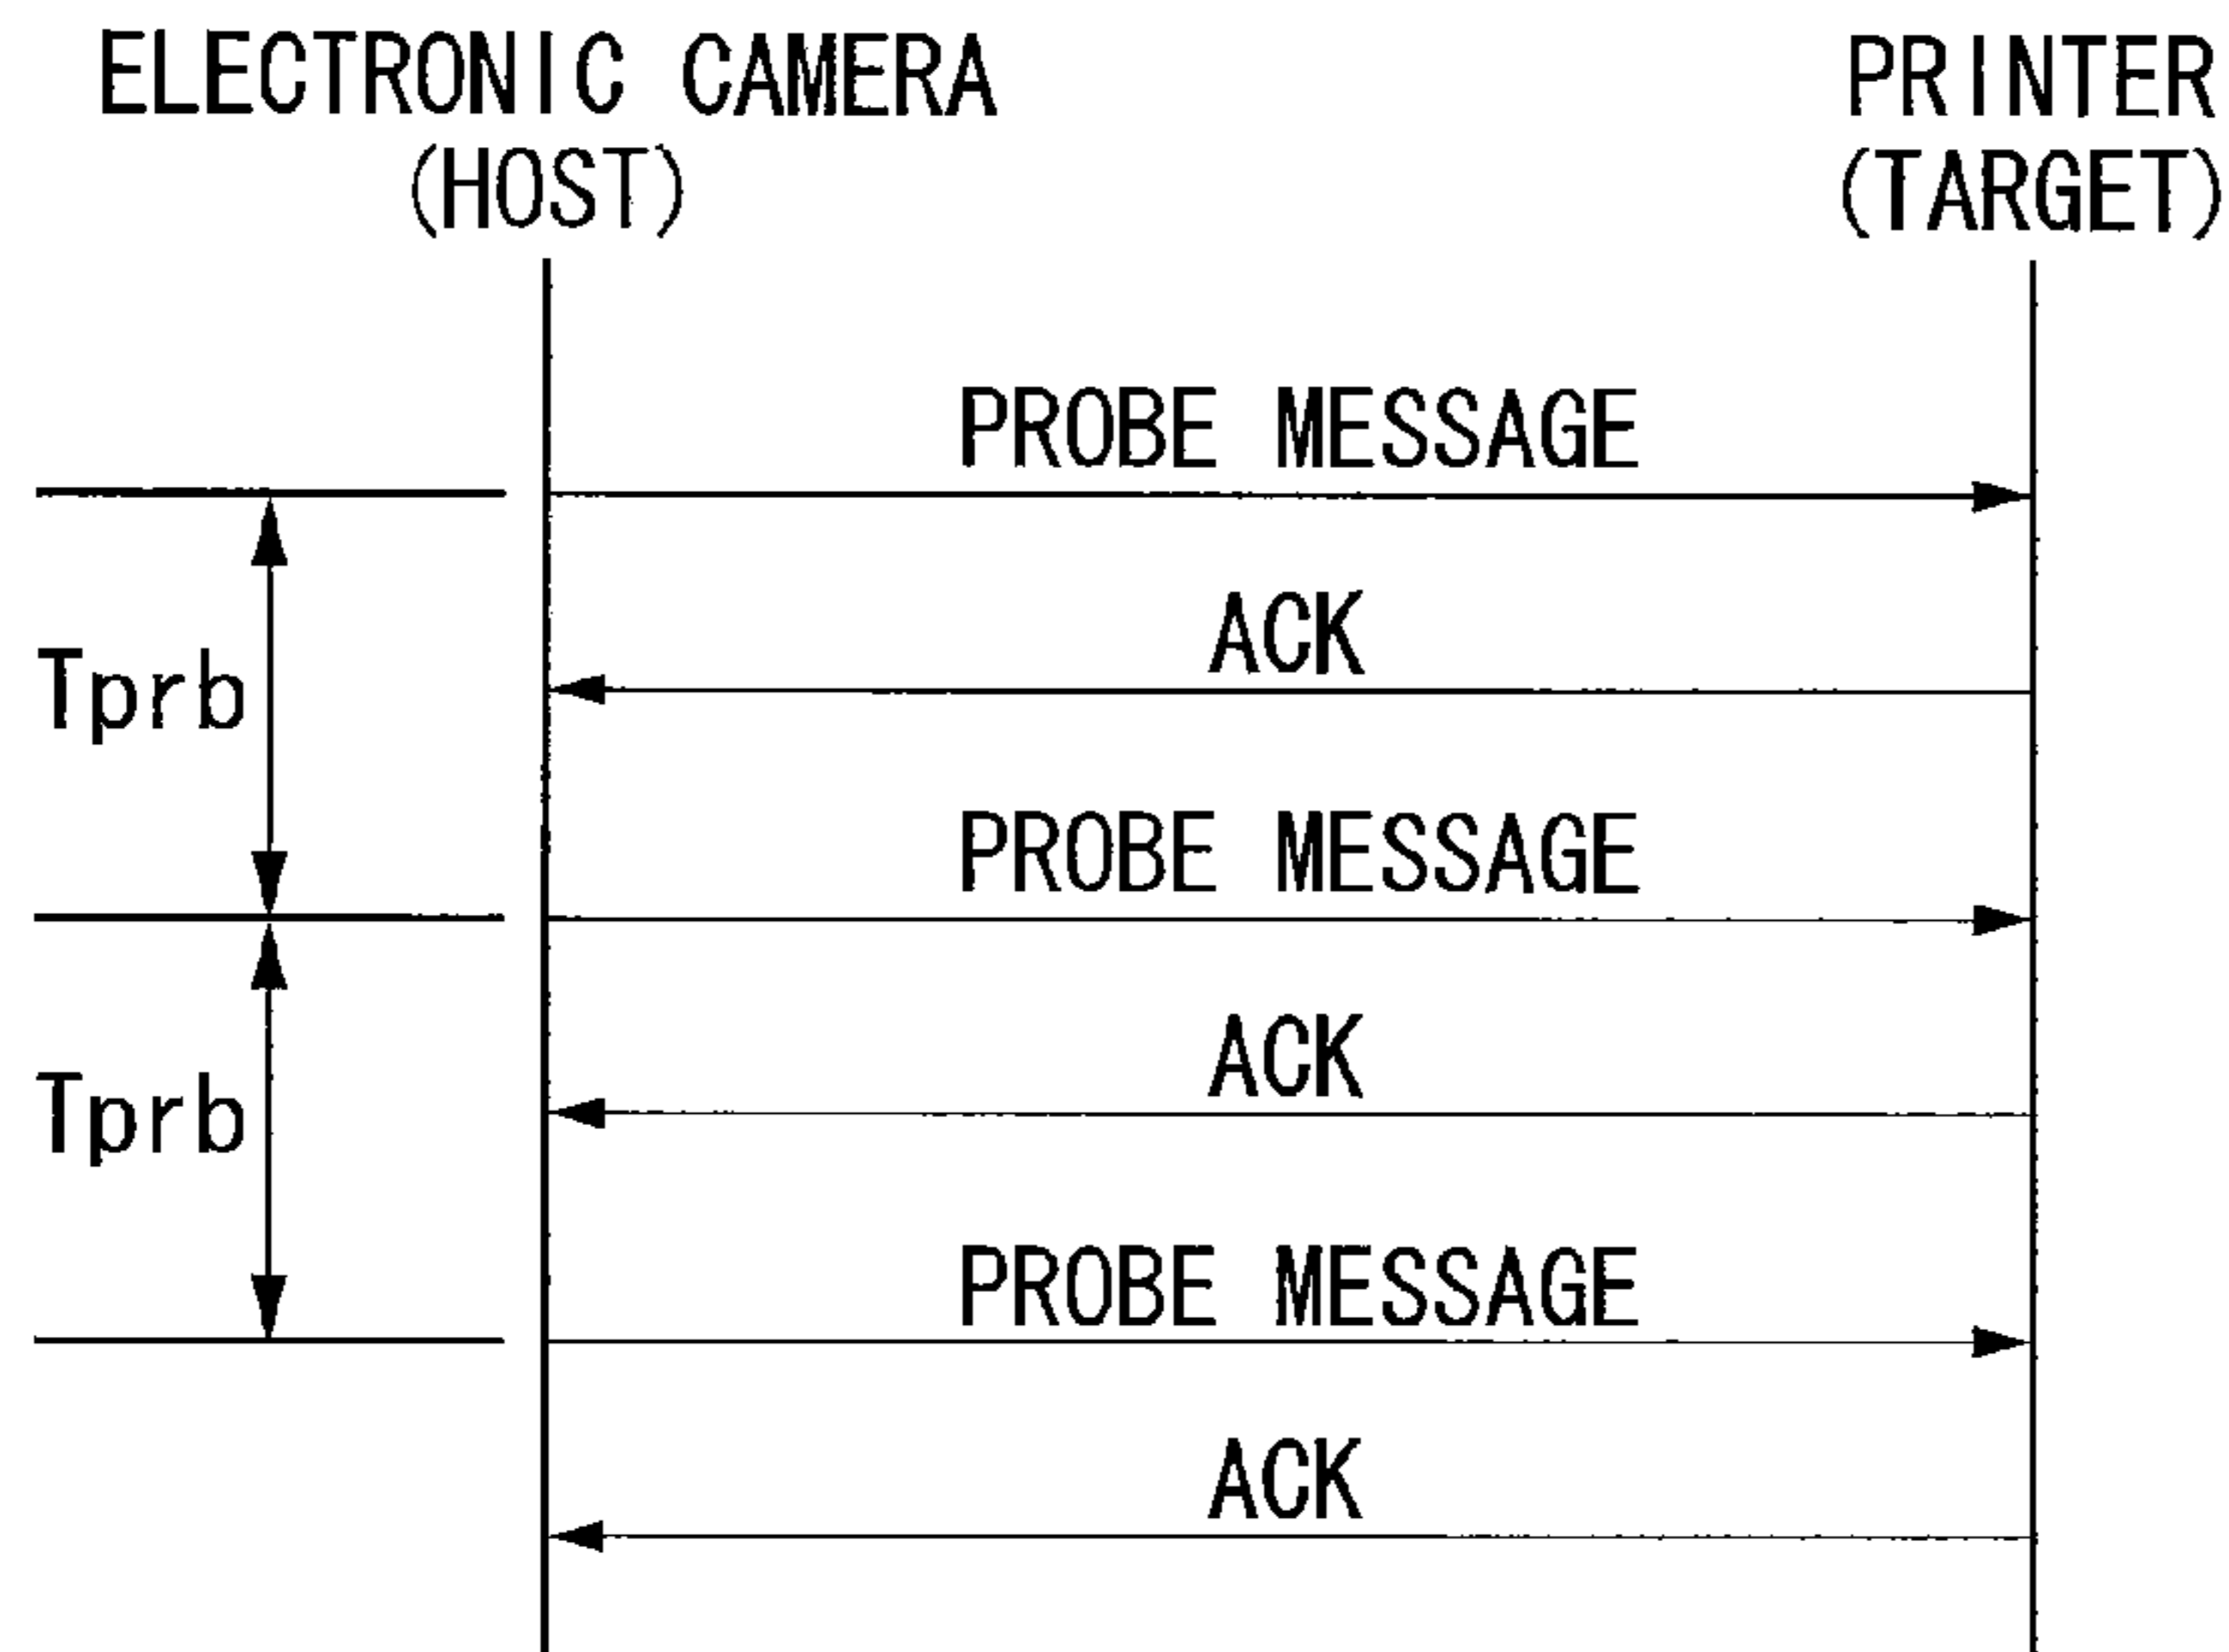 ELECTRONIC CAMERA
(HOST)
PRINTER
(TARGET)
PROBE MESSAGE
ACK
Tprb
PROBE MESSAGE
ACK
Tprb
PROBE MESSAGE
ACK